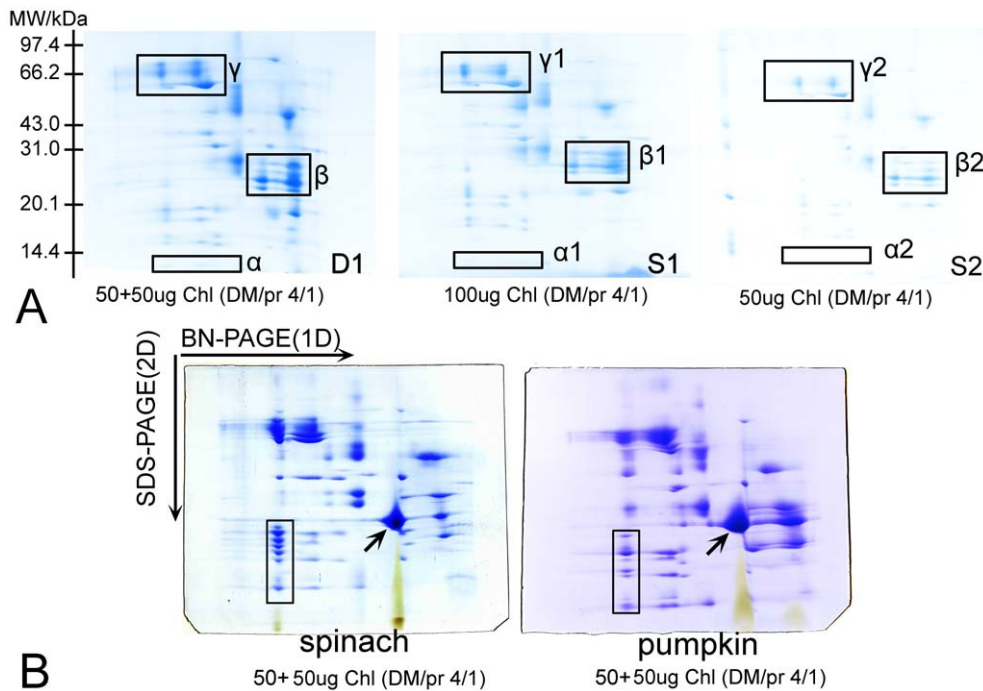 MW/kDa
97.4
66.2
43.0
31.0
20.1
14.4
γ
β
α
D1
50+50ug Chl (DM/pr 4/1)
γ1
β1
α1
S1
100ug Chl (DM/pr 4/1)
γ2
β2
α2
S2
50ug Chl (DM/pr 4/1)
A
BN-PAGE(1D)
SDS-PAGE(2D)
spinach
50+50ug Chl (DM/pr 4/1)
pumpkin
50+50ug Chl (DM/pr 4/1)
B